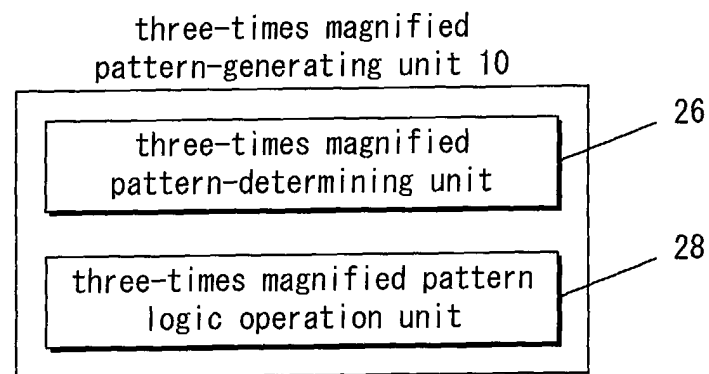 three-times magnified
pattern-generating unit 10
three-times magnified
pattern-determining unit
26
three-times magnified pattern
logic operation unit
28